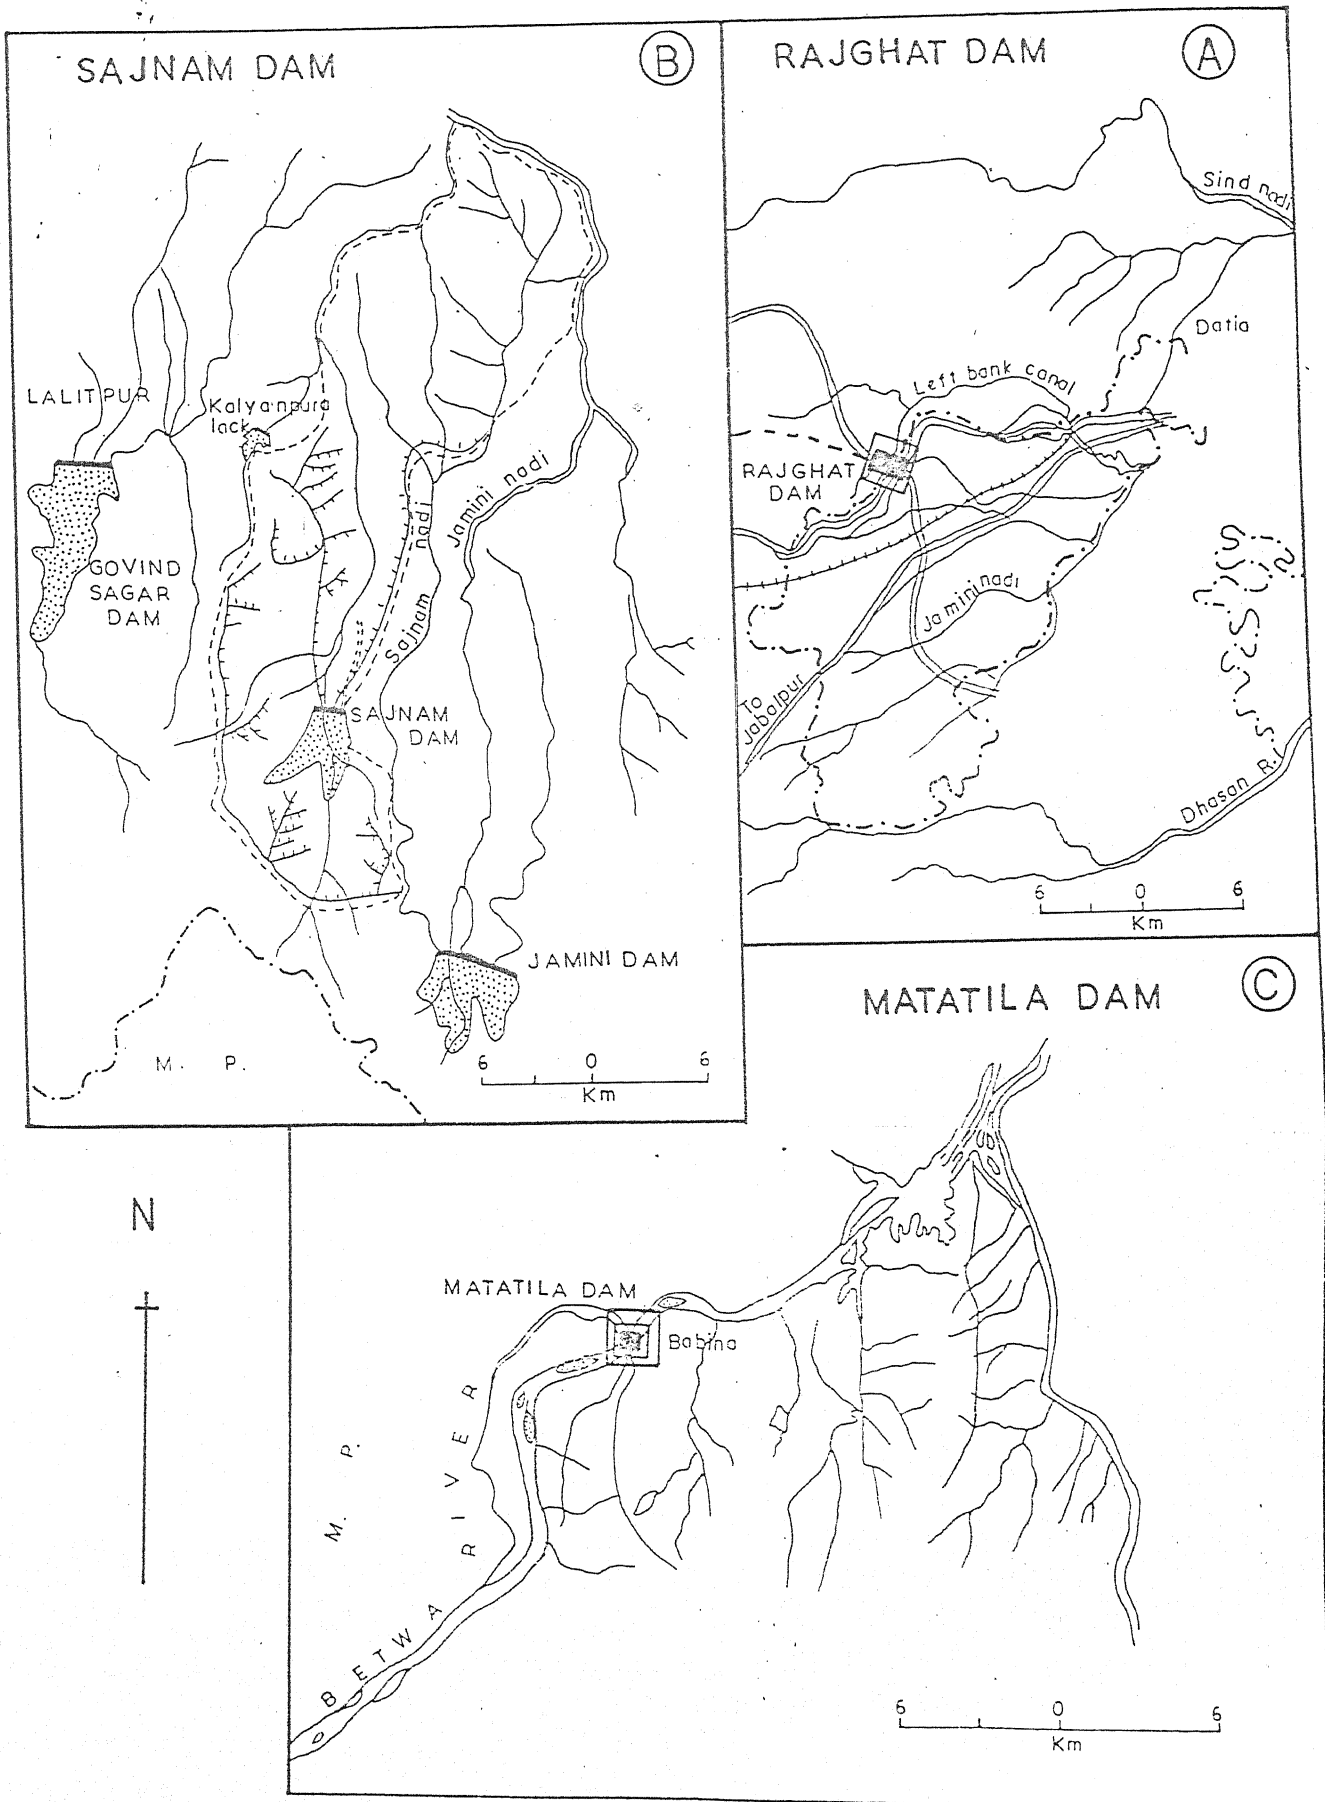 SAJNAM DAM
B
LALITPUR
Kalyanpura
lack
GOVIND
SAGAR
DAM
Sajnam nadi
Jamini nadi
SAJNAM
DAM
JAMINI DAM
M. P.
6 0 6
Km
RAJGHAT DAM
A
Sind nadi
Datia
Left bank canal
RAJGHAT
DAM
Jamini nadi
To
Jabalpur
Dhasan R.
6 0 6
Km
MATATILA DAM
C
N
MATATILA DAM
Babina
M. P.
BETWA RIVER
6 0 6
Km